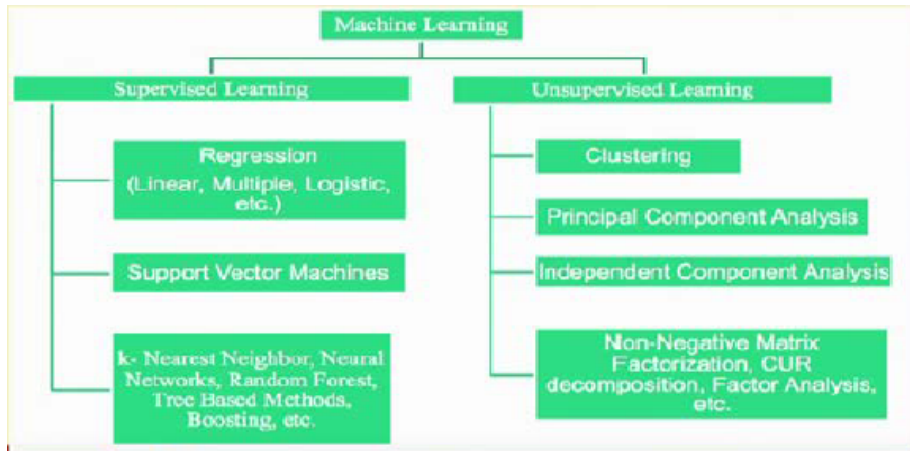 Machine Learning
Supervised Learning
Unsupervised Learning
Regression
(Linear, Multiple, Logistic,
etc.)
Support Vector Machines
k- Nearest Neighbor, Neural
Networks, Random Forest,
Tree Based Methods,
Boosting, etc.
Clustering
Principal Component Analysis
Independent Component Analysis
Non-Negative Matrix
Factorization, CUR
decomposition, Factor Analysis,
etc.